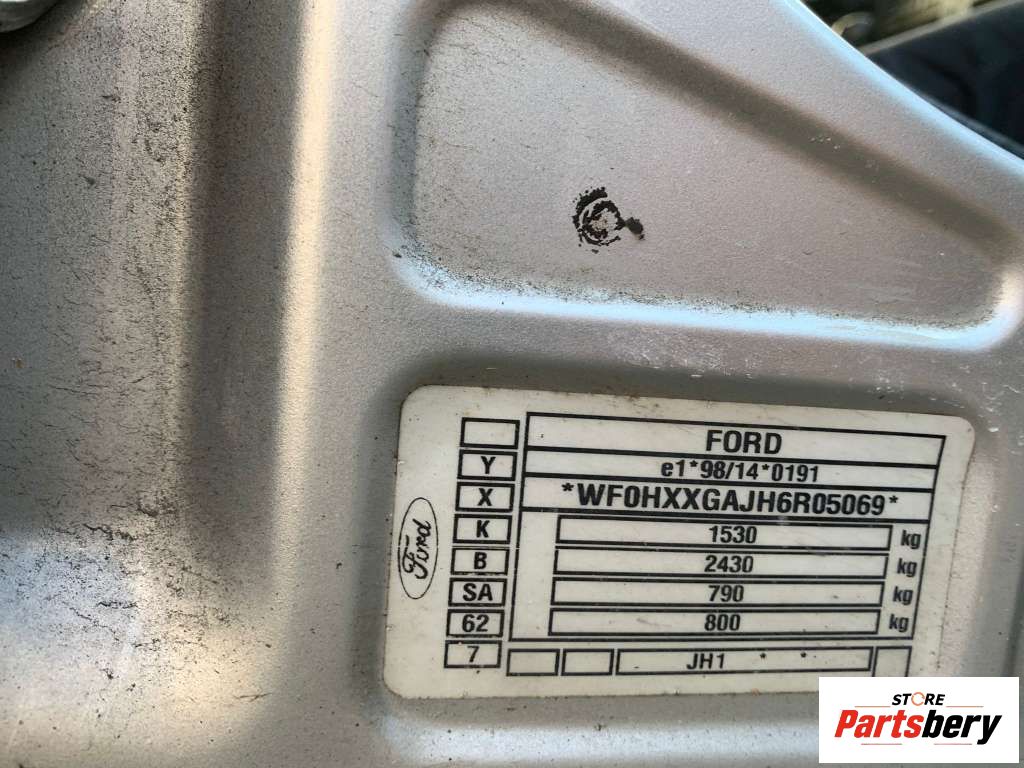 FORD
Y e1*98/14*0191
X *WF0HXXGAJH6R05069*
K 1530 kg
B 2430 kg
SA 790 kg
62 800 kg
7 JH1 * *
Ford
STORE
Partsbery